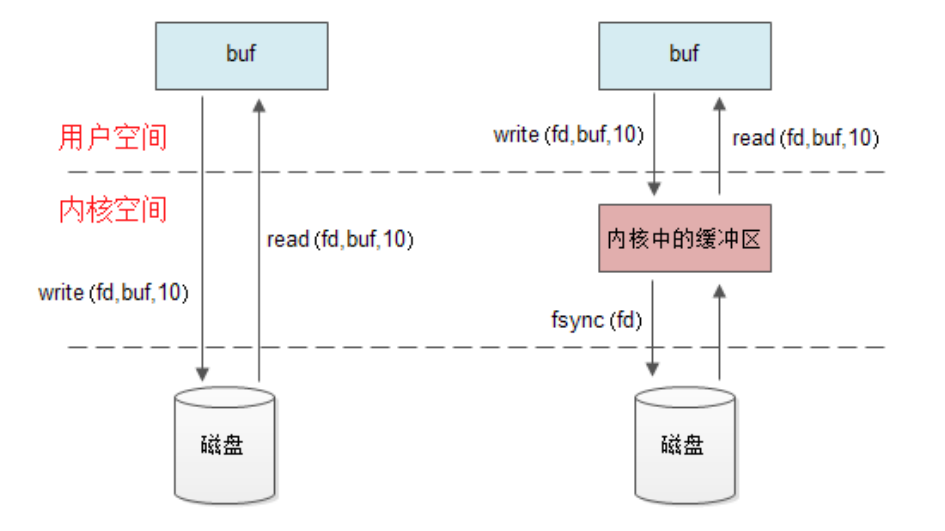 buf
buf
用户空间
write (fd,buf,10)
read (fd,buf,10)
内核空间
read (fd,buf,10)
内核中的缓冲区
write (fd,buf,10)
fsync (fd)
磁盘
磁盘